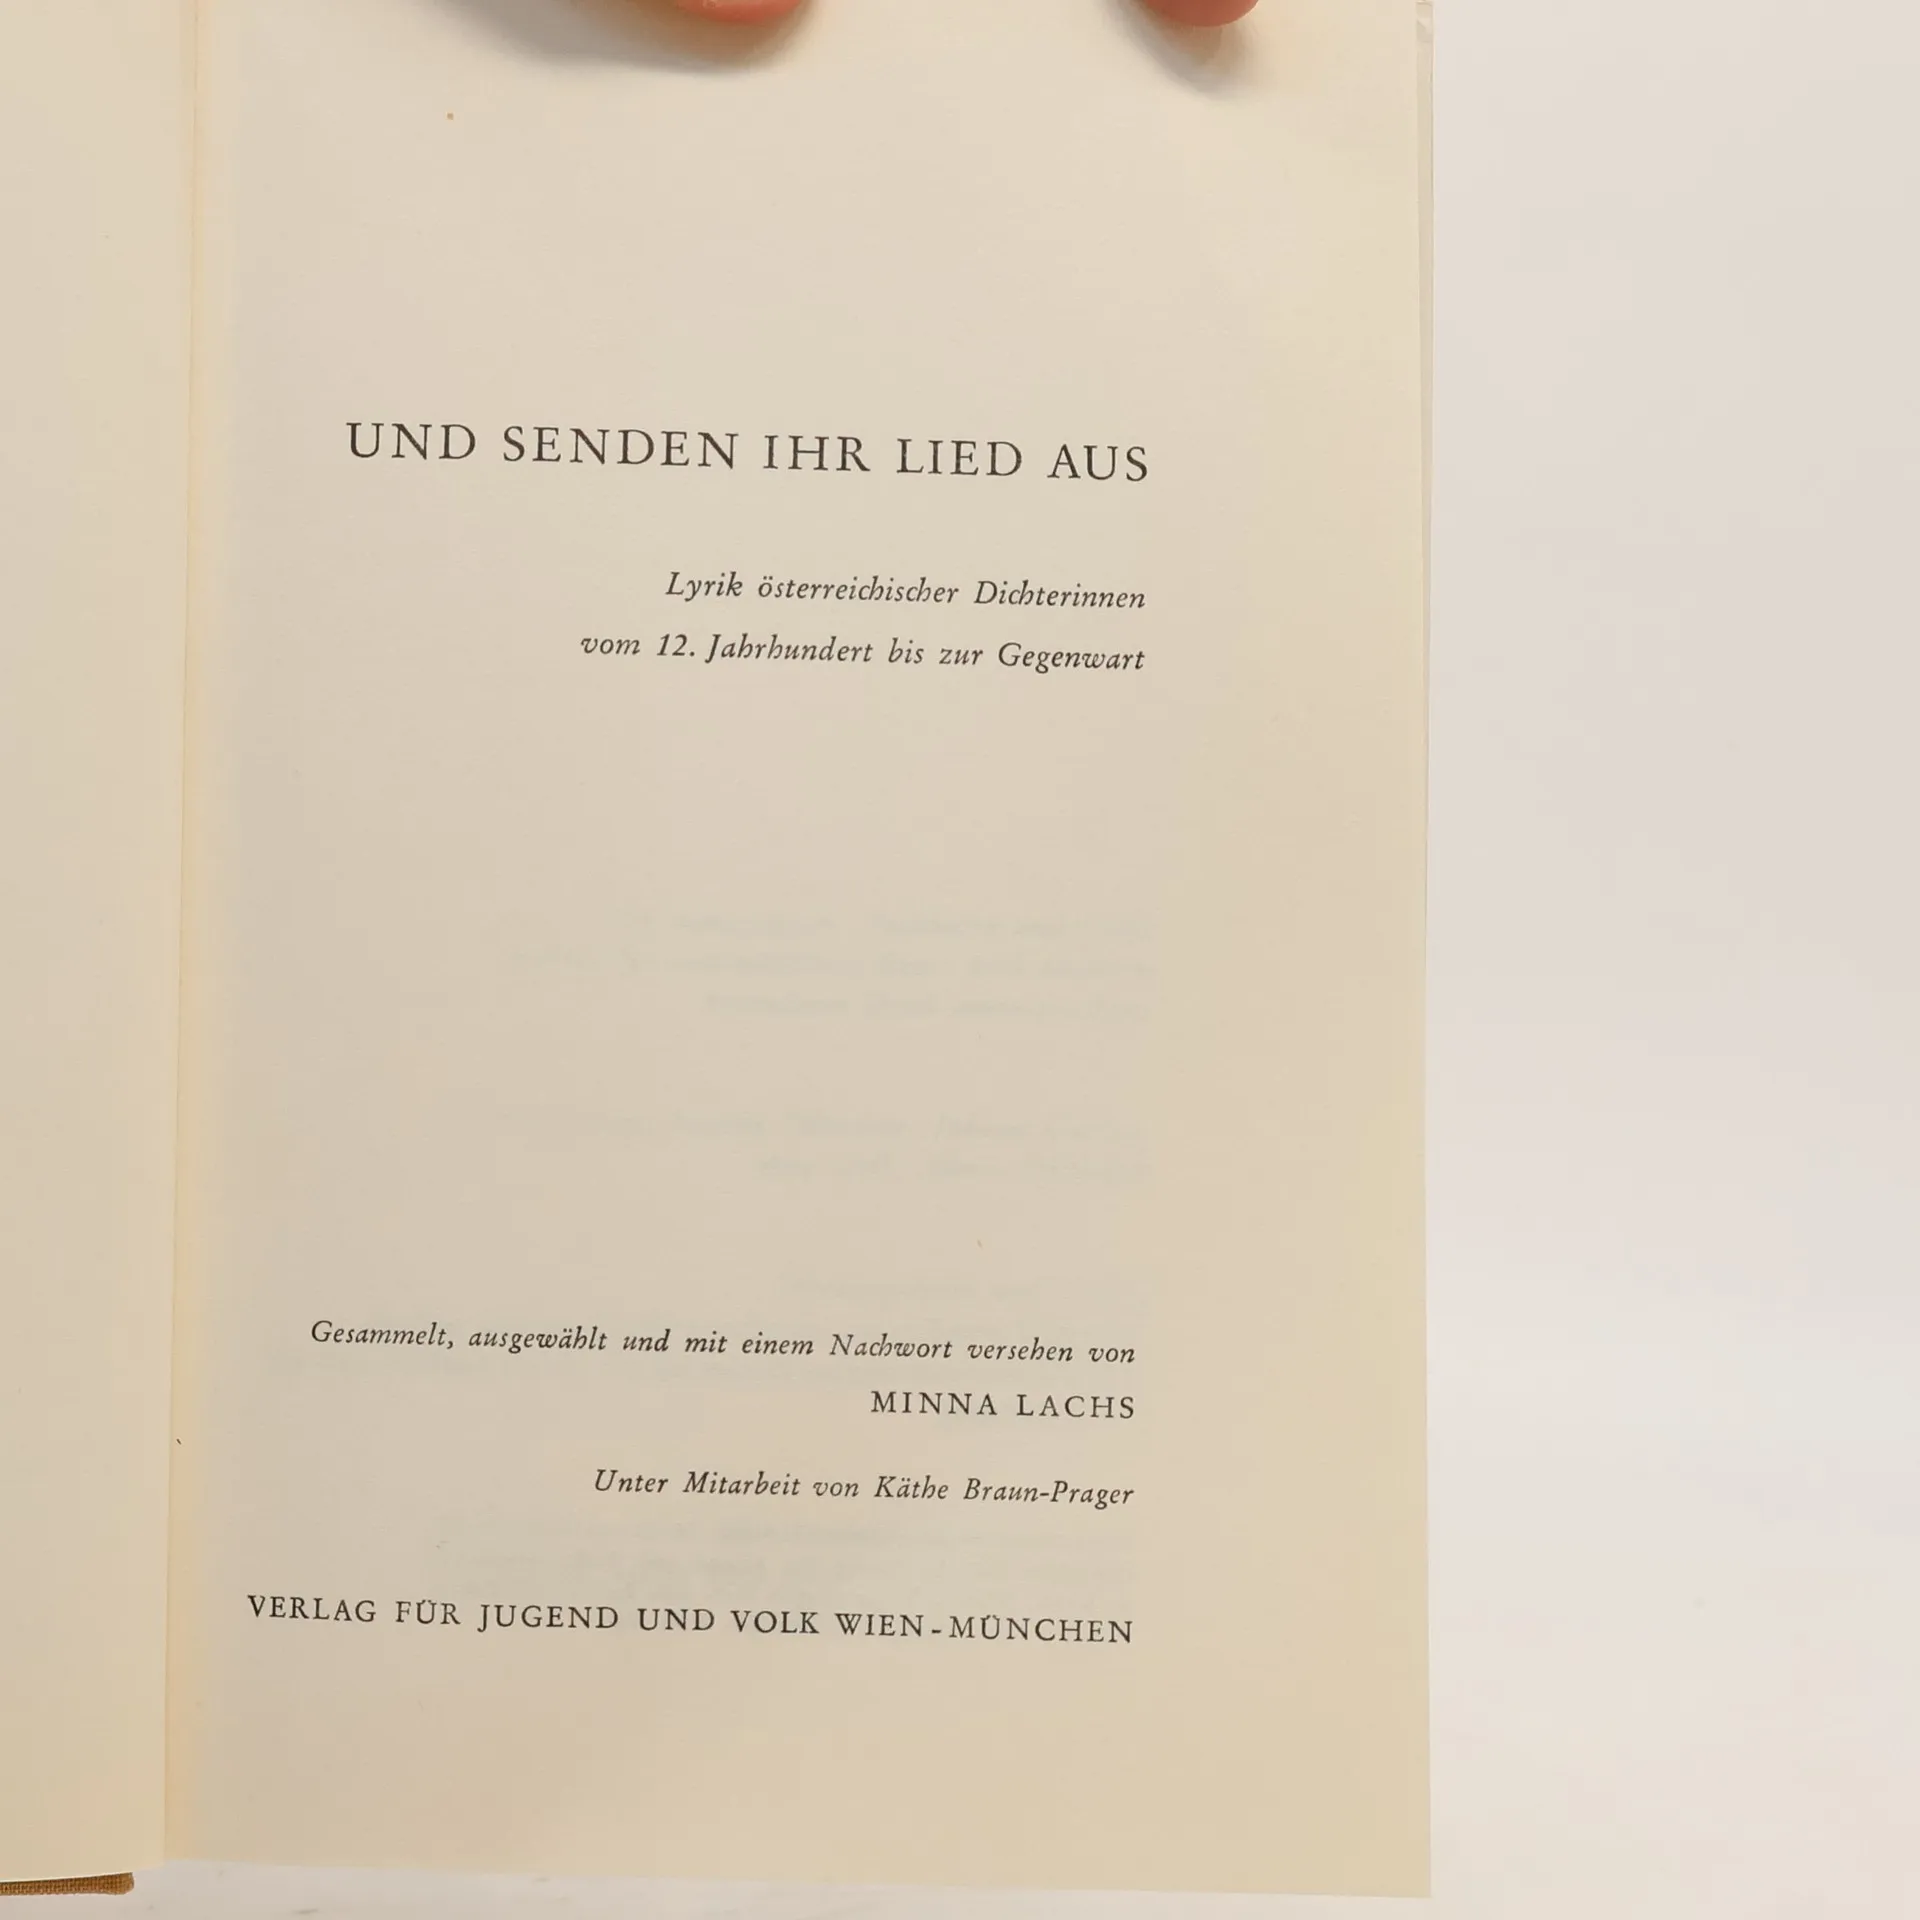 UND SENDEN IHR LIED AUS
Lyrik österreichischer Dichterinnen
vom 12. Jahrhundert bis zur Gegenwart
Gesammelt, ausgewählt und mit einem Nachwort versehen von
MINNA LACHS
Unter Mitarbeit von Käthe Braun-Prager
VERLAG FÜR JUGEND UND VOLK WIEN-MÜNCHEN